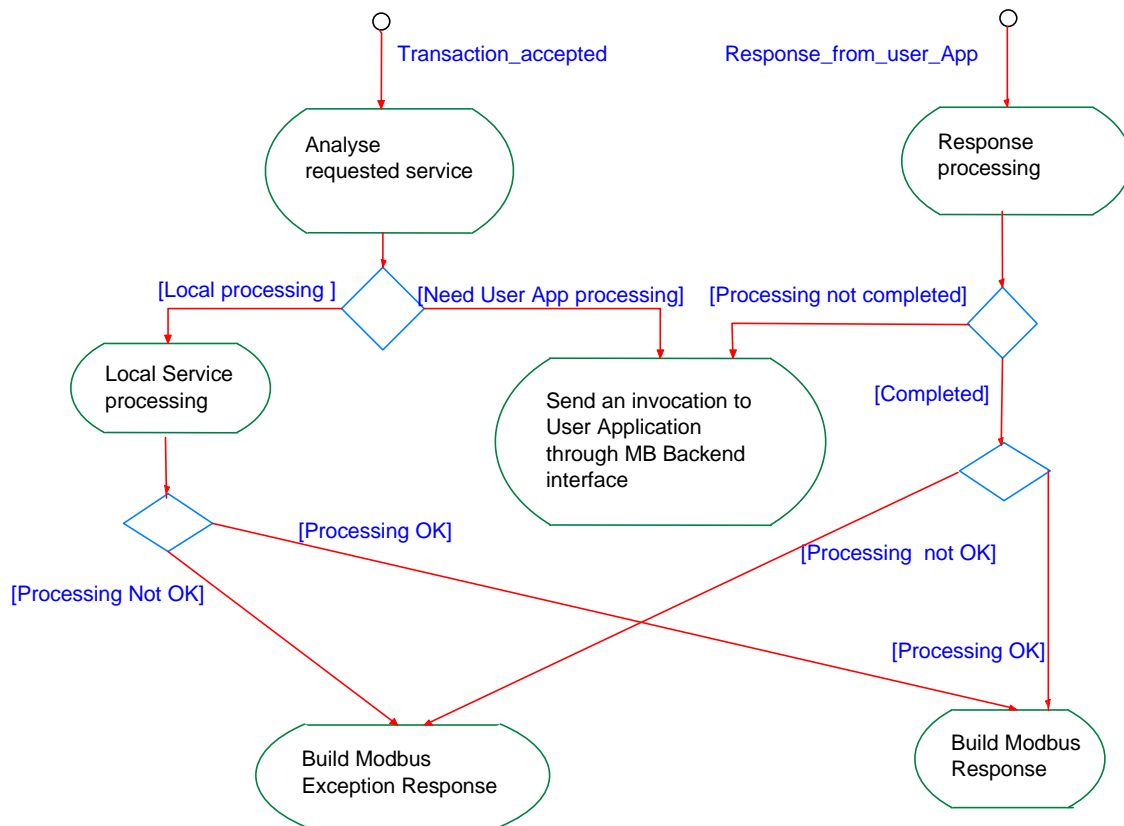 Transaction_accepted
Response_from_user_App
Analyse
requested service
Response
processing
[Local processing ]
[Need User App processing]
[Processing not completed]
Local Service
processing
Send an invocation to
User Application
through MB Backend
interface
[Completed]
[Processing OK]
[Processing  not OK]
[Processing Not OK]
[Processing OK]
Build Modbus
Exception Response
Build Modbus
Response